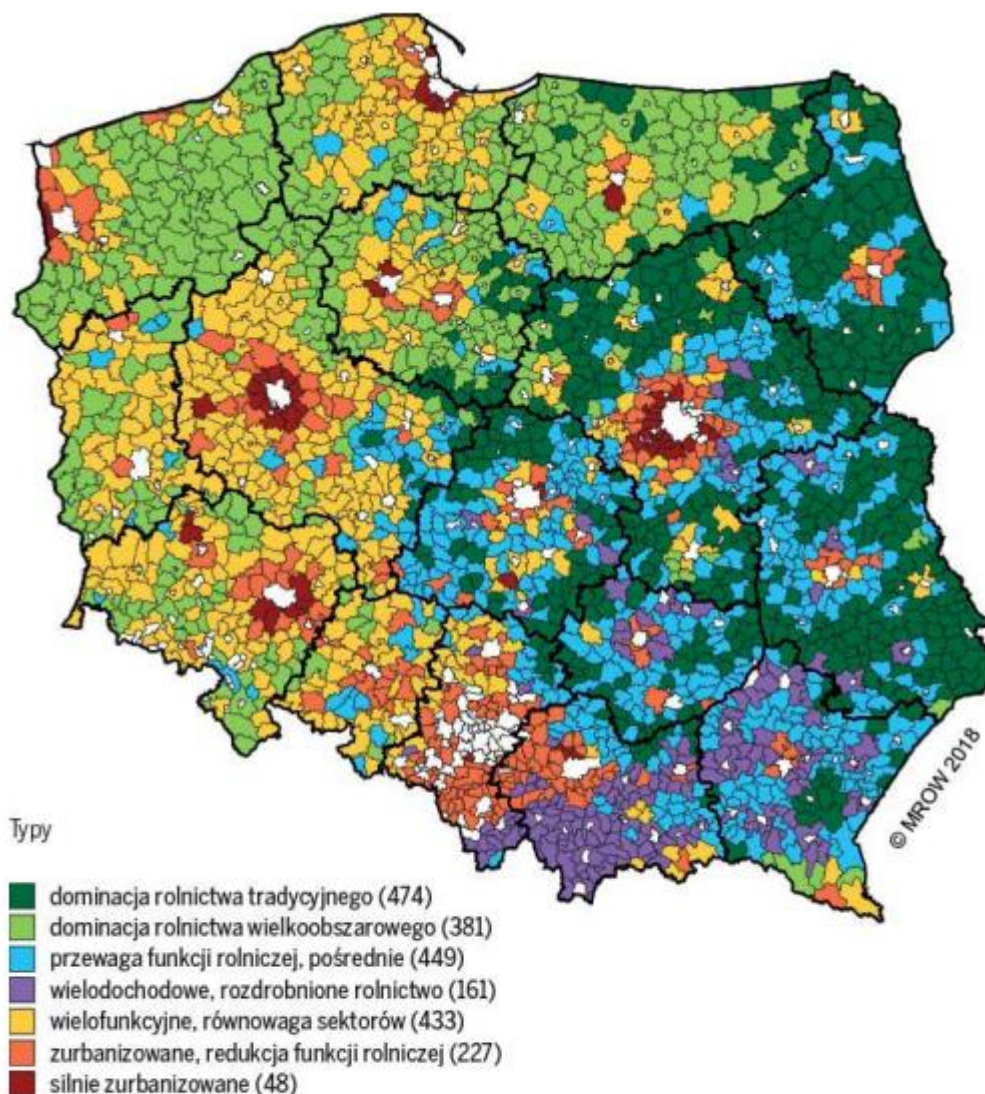 © MROW 2018
Typy
dominacja rolnictwa tradycyjnego (474)
dominacja rolnictwa wielkoobszarowego (381)
przewaga funkcji rolniczej, pośrednie (449)
wielodochodowe, rozdrobnione rolnictwo (161)
wielofunkcyjne, równowaga sektorów (433)
zurbanizowane, redukcja funkcji rolniczej (227)
silnie zurbanizowane (48)